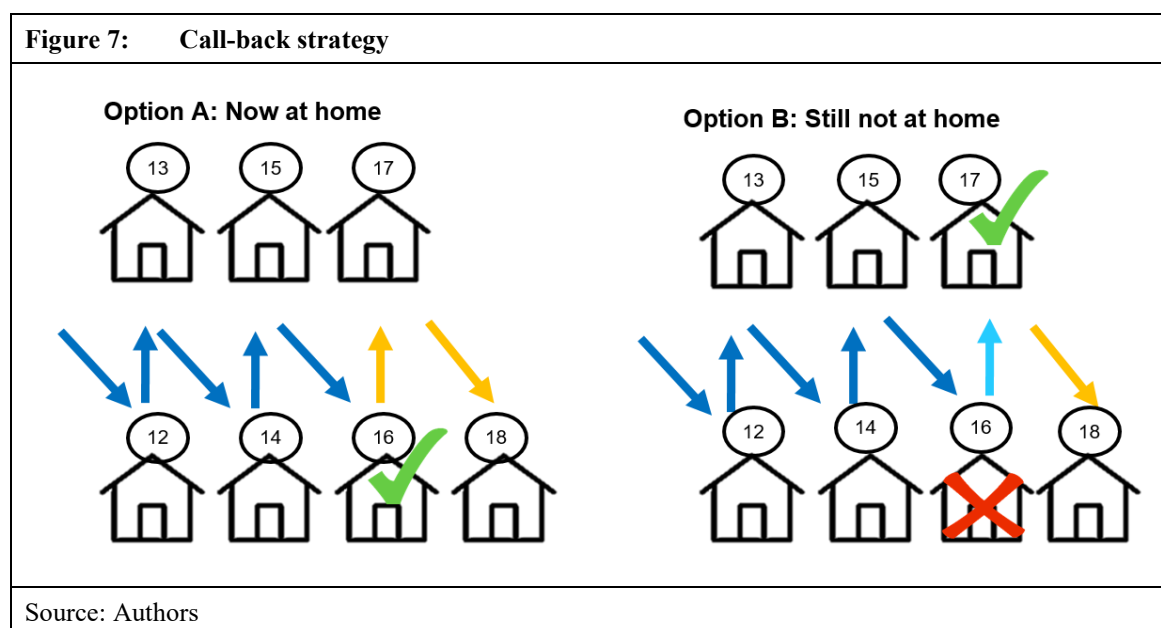 Figure 7: Call-back strategy
Option A: Now at home
13 15 17
12 14 16 18
Option B: Still not at home
13 15 17
12 14 16 18
Source: Authors